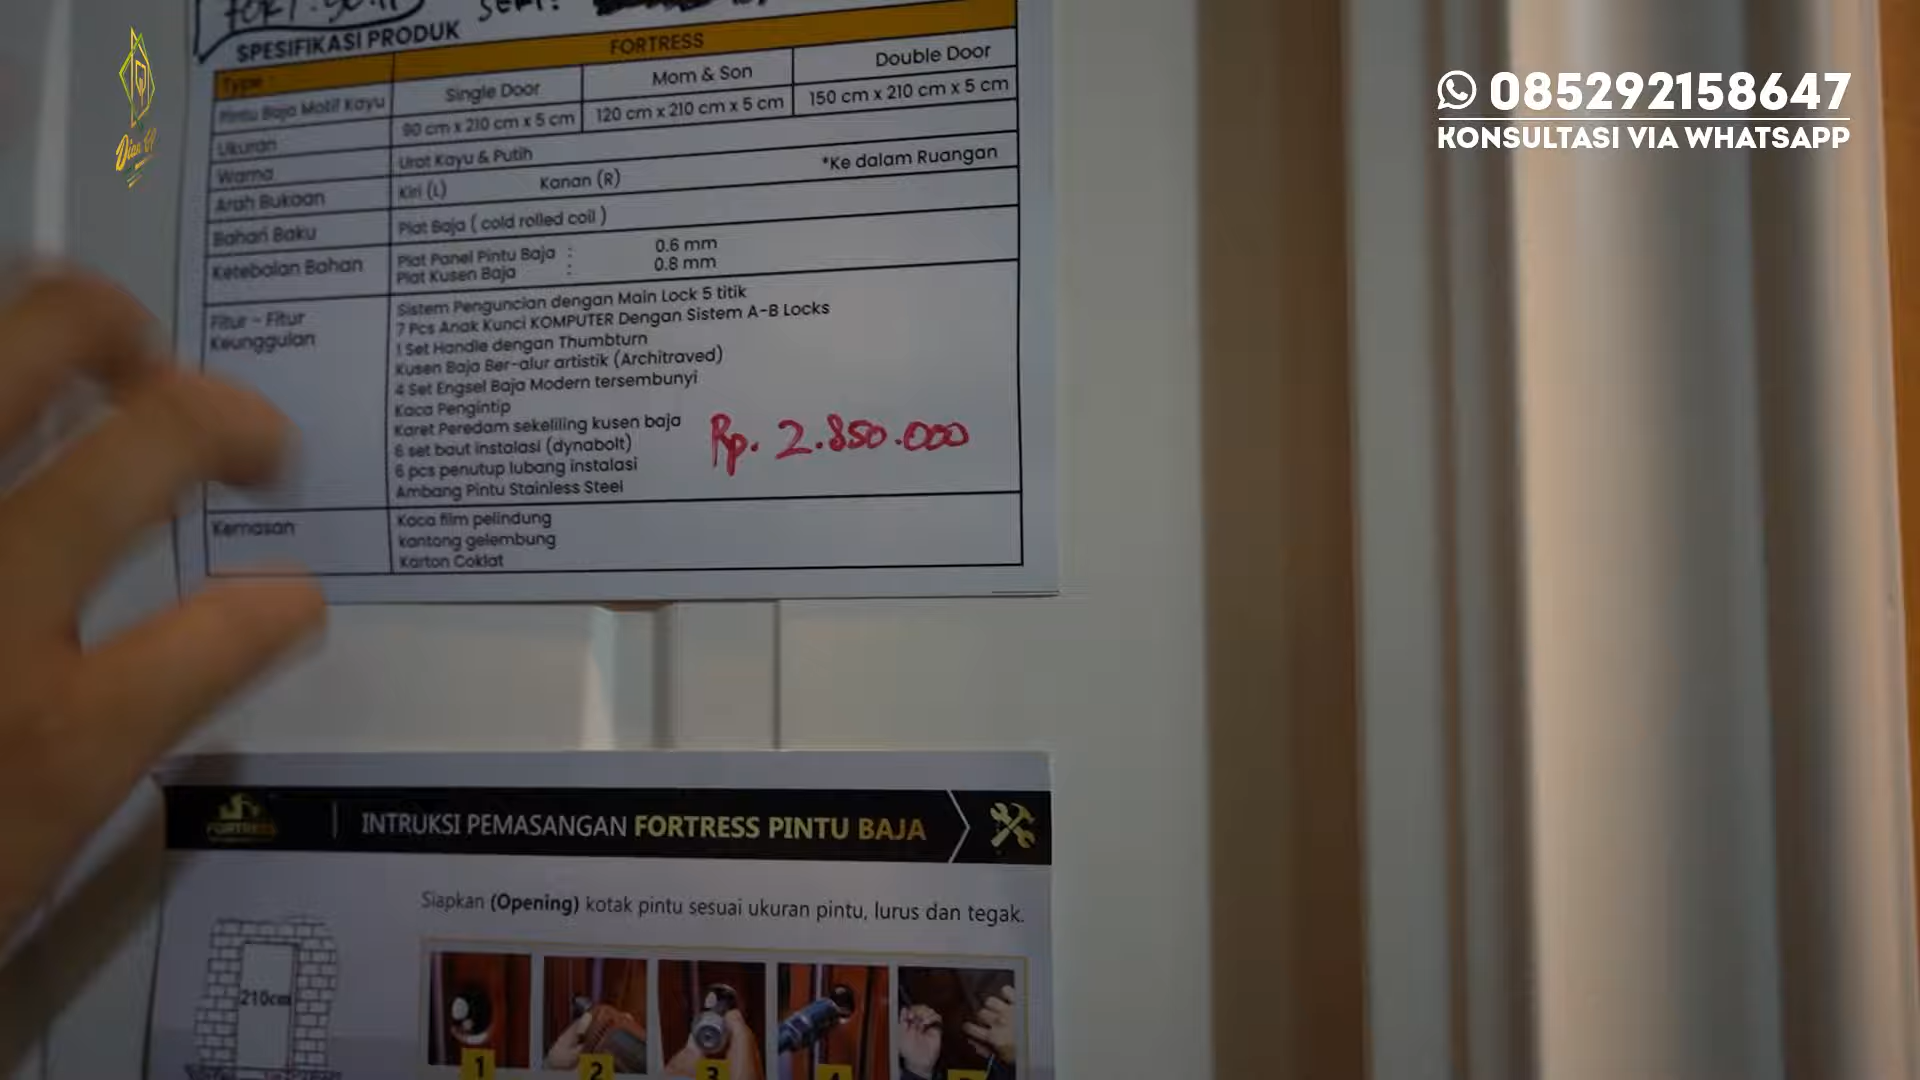 FORT.90.
SERI:
SPESIFIKASI PRODUK
Type : FORTRESS
Pintu Baja Motif Kayu Single Door Mom & Son Double Door
Ukuran 90 cm x 210 cm x 5 cm 120 cm x 210 cm x 5 cm 150 cm x 210 cm x 5 cm
Warna Urat Kayu & Putih
Arah Bukaan Kiri (L) Kanan (R) *Ke dalam Ruangan
Bahan Baku Plat Baja ( cold rolled coil )
Ketebalan Bahan Plat Panel Pintu Baja : 0.6 mm
Plat Kusen Baja : 0.8 mm
Fitur - Fitur Keunggulan
Sistem Penguncian dengan Main Lock 5 titik
7 Pcs Anak Kunci KOMPUTER Dengan Sistem A-B Locks
1 Set Handle dengan Thumbturn
Kusen Baja Ber-alur artistik (Architraved)
4 Set Engsel Baja Modern tersembunyi
Kaca Pengintip
Karet Peredam sekeliling kusen baja
6 set baut instalasi (dynabolt)
6 pcs penutup lubang instalasi
Ambang Pintu Stainless Steel
Rp. 2.850.000
Kemasan Kaca film pelindung
kantong gelembung
Karton Coklat
FORTRESS
INTRUKSI PEMASANGAN FORTRESS PINTU BAJA
Siapkan (Opening) kotak pintu sesuai ukuran pintu, lurus dan tegak.
210cm
1 2 3 4
085292158647
KONSULTASI VIA WHATSAPP